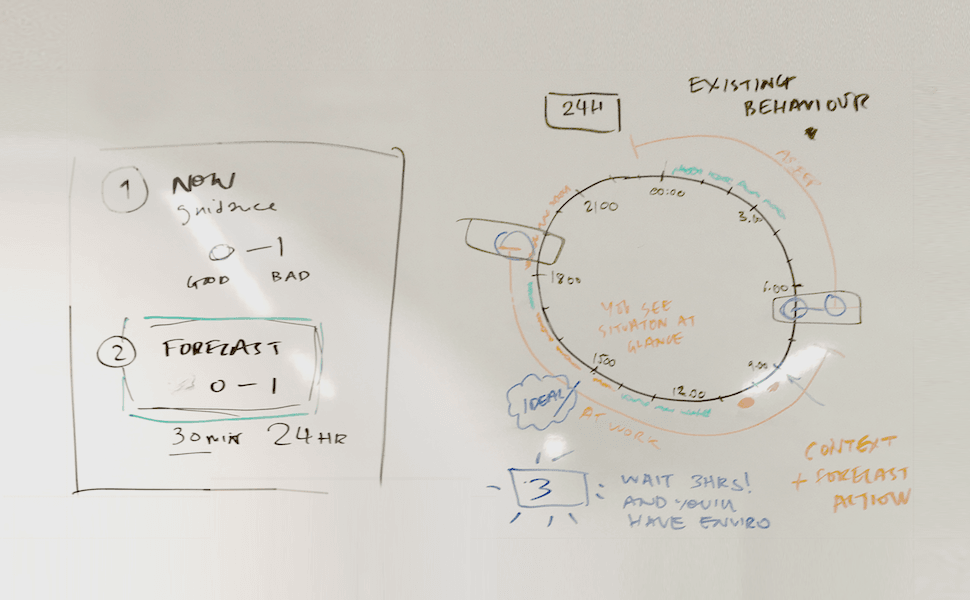 1 NOW
guidance
0 - 1
GOOD BAD
2 FORECAST
0 - 1
30min 24HR
24H
EXISTING
BEHAVIOUR
ASLEEP
00:00
3.00
6.00
9.00
12.00
1500
1800
2100
YOU SEE
SITUATON AT
GLANCE
IDEAL
AT WORK
3 : WAIT 3HRS!
AND YOU'LL
HAVE ENVIRO
CONTEXT
+ FORECAST
ACTION